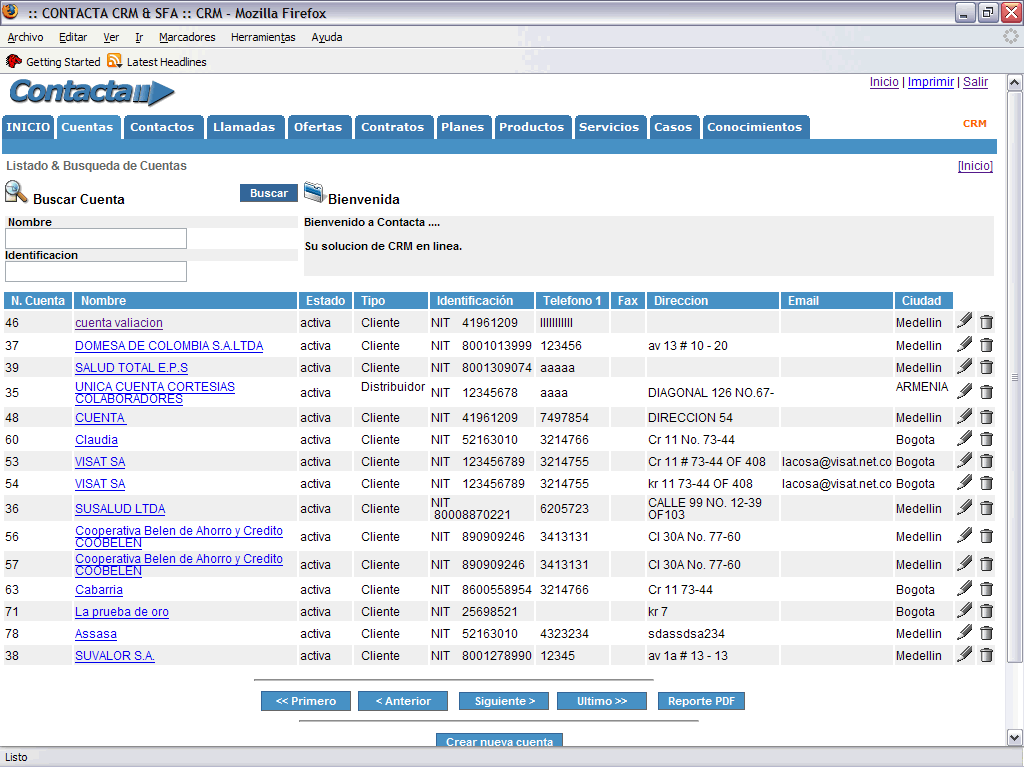 :: CONTACTA CRM & SFA :: CRM - Mozilla Firefox
Archivo Editar Ver Ir Marcadores Herramientas Ayuda
Getting Started Latest Headlines
Contacta
Inicio | Imprimir | Salir
INICIO Cuentas Contactos Llamadas Ofertas Contratos Planes Productos Servicios Casos Conocimientos CRM
Listado & Busqueda de Cuentas [Inicio]
Buscar Cuenta Buscar Bienvenida
Nombre
Bienvenido a Contacta ....
Su solucion de CRM en linea.
Identificacion
N. Cuenta Nombre Estado Tipo Identificación Telefono 1 Fax Direccion Email Ciudad
46 cuenta valiacion activa Cliente NIT 41961209 lllllllllll Medellin
37 DOMESA DE COLOMBIA S.A.LTDA activa Cliente NIT 8001013999 123456 av 13 # 10 - 20 Medellin
39 SALUD TOTAL E.P.S activa Cliente NIT 8001309074 aaaaa Medellin
35 UNICA CUENTA CORTESIAS COLABORADORES activa Distribuidor NIT 12345678 aaaa DIAGONAL 126 NO.67- ARMENIA
48 CUENTA activa Cliente NIT 41961209 7497854 DIRECCION 54 Medellin
60 Claudia activa Cliente NIT 52163010 3214766 Cr 11 No. 73-44 Bogota
53 VISAT SA activa Cliente NIT 123456789 3214755 Cr 11 # 73-44 OF 408 lacosa@visat.net.co Bogota
54 VISAT SA activa Cliente NIT 123456789 3214755 kr 11 73-44 OF 408 lacosa@visat.net.co Bogota
36 SUSALUD LTDA activa Cliente NIT 80008870221 6205723 CALLE 99 NO. 12-39 OF103 Medellin
56 Cooperativa Belen de Ahorro y Credito COOBELEN activa Cliente NIT 890909246 3413131 Cl 30A No. 77-60 Medellin
57 Cooperativa Belen de Ahorro y Credito COOBELEN activa Cliente NIT 890909246 3413131 Cl 30A No. 77-60 Medellin
63 Cabarria activa Cliente NIT 8600558954 3214766 Cr 11 73-44 Bogota
71 La prueba de oro activa Cliente NIT 25698521 kr 7 Bogota
78 Assasa activa Cliente NIT 52163010 4323234 sdassdsa234 Medellin
38 SUVALOR S.A. activa Cliente NIT 8001278990 12345 av 1a # 13 - 13 Medellin
<< Primero < Anterior Siguiente > Ultimo >> Reporte PDF
Crear nueva cuenta
Listo